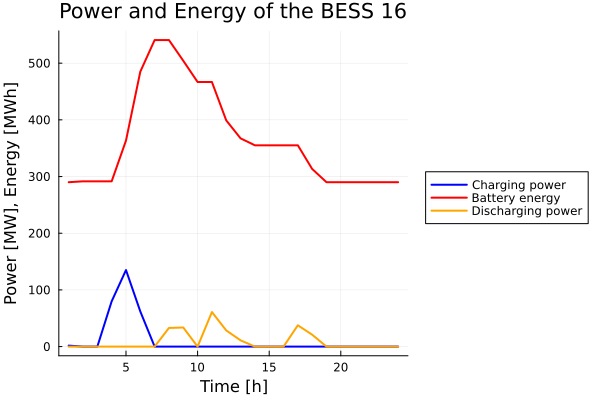 Power and Energy of the BESS 16
Power [MW], Energy [MWh]
500
400
300
200
100
0
5
10
15
20
Time [h]
Charging power
Battery energy
Discharging power